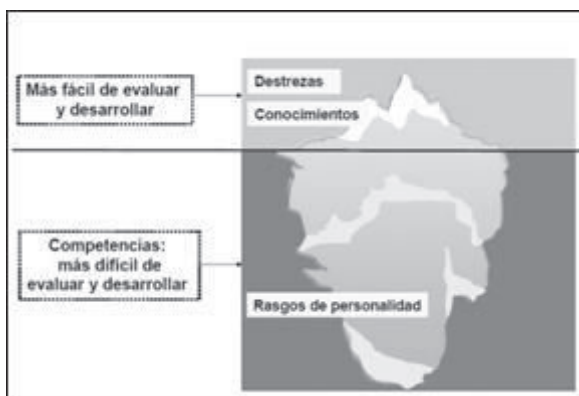 Más fácil de evaluar
y desarrollar
Destrezas
Conocimientos
Competencias:
más difícil de
evaluar y desarrollar
Rasgos de personalidad